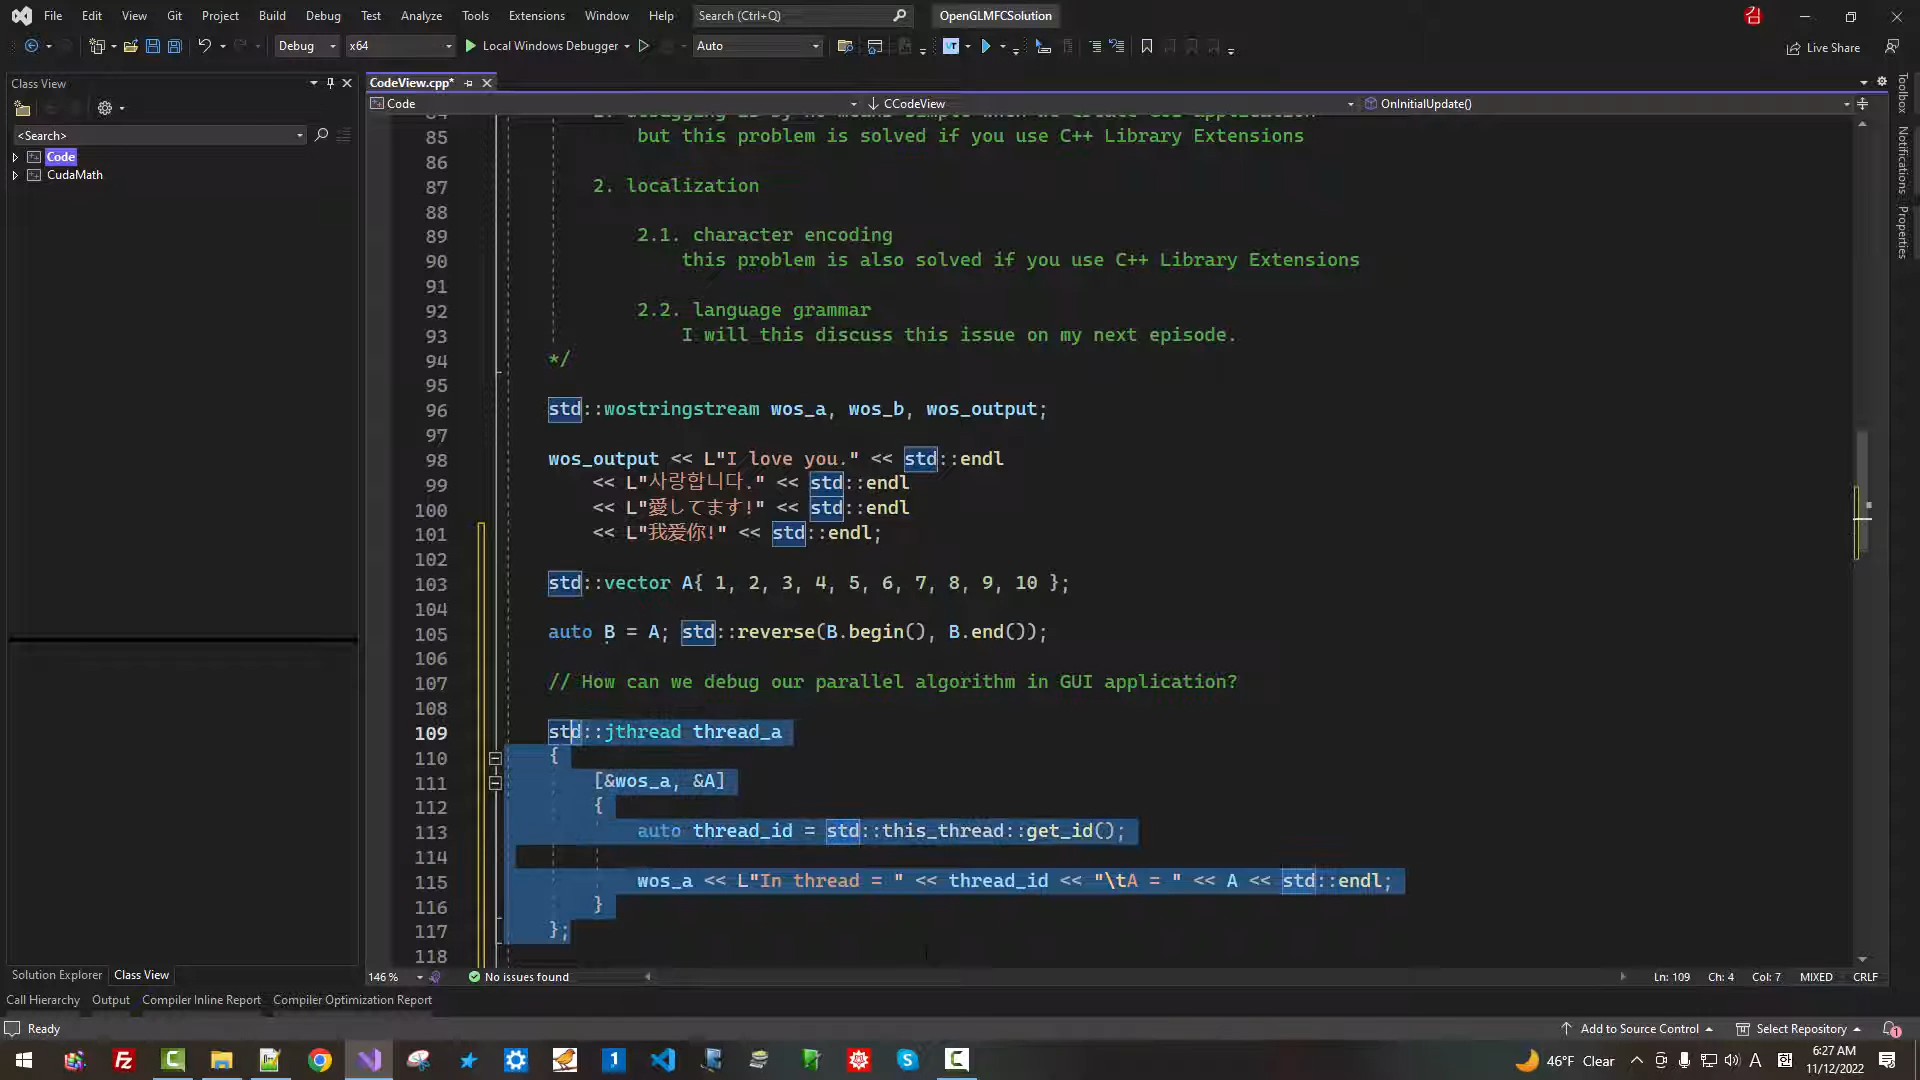 File Edit View Git Project Build Debug Test Analyze Tools Extensions Window Help Search (Ctrl+Q) OpenGLMFCSolution
Debug x64 Local Windows Debugger Auto Live Share
Class View
CodeView.cpp*
Code CCodeView OnInitialUpdate()
<Search>
Code
CudaMath
85 but this problem is solved if you use C++ Library Extensions
86
87 2. localization
88
89 2.1. character encoding
90 this problem is also solved if you use C++ Library Extensions
91
92 2.2. language grammar
93 I will this discuss this issue on my next episode.
94 */
95
96 std::wostringstream wos_a, wos_b, wos_output;
97
98 wos_output << L"I love you." << std::endl
99 << L"사랑합니다." << std::endl
100 << L"愛してます!" << std::endl
101 << L"我爱你!" << std::endl;
102
103 std::vector A{ 1, 2, 3, 4, 5, 6, 7, 8, 9, 10 };
104
105 auto B = A; std::reverse(B.begin(), B.end());
106
107 // How can we debug our parallel algorithm in GUI application?
108
109 std::jthread thread_a
110 {
111 [&wos_a, &A]
112 {
113 auto thread_id = std::this_thread::get_id();
114
115 wos_a << L"In thread = " << thread_id << "\tA = " << A << std::endl;
116 }
117 };
118
Toolbox
Notifications
Properties
Solution Explorer Class View
146 % No issues found Ln: 109 Ch: 4 Col: 7 MIXED CRLF
Call Hierarchy Output Compiler Inline Report Compiler Optimization Report
Ready Add to Source Control Select Repository 1
46°F Clear A 6:27 AM
11/12/2022